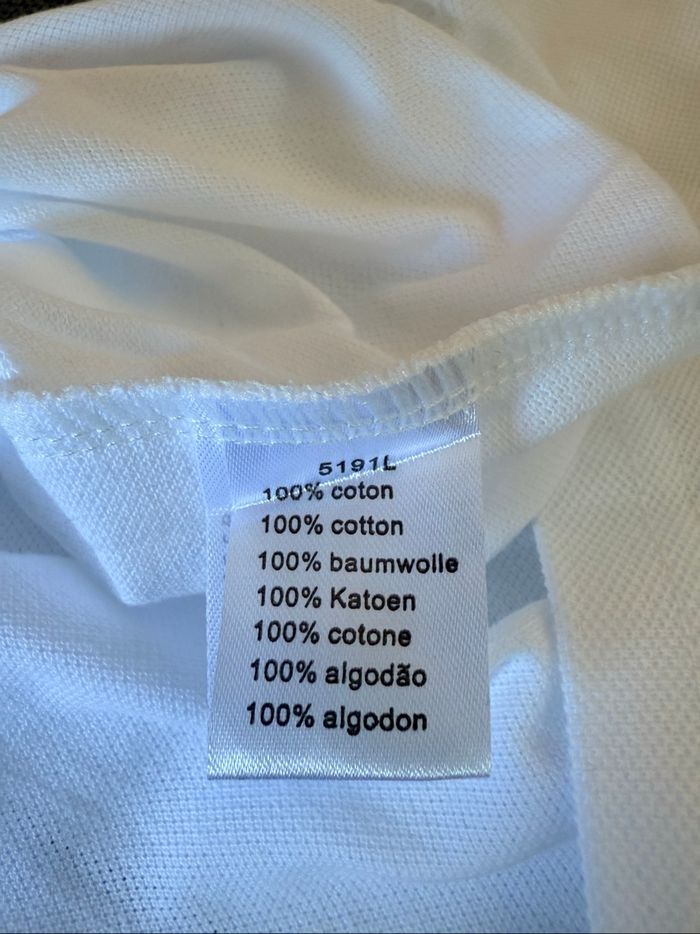 5191L
100% coton
100% cotton
100% baumwolle
100% Katoen
100% cotone
100% algodão
100% algodon